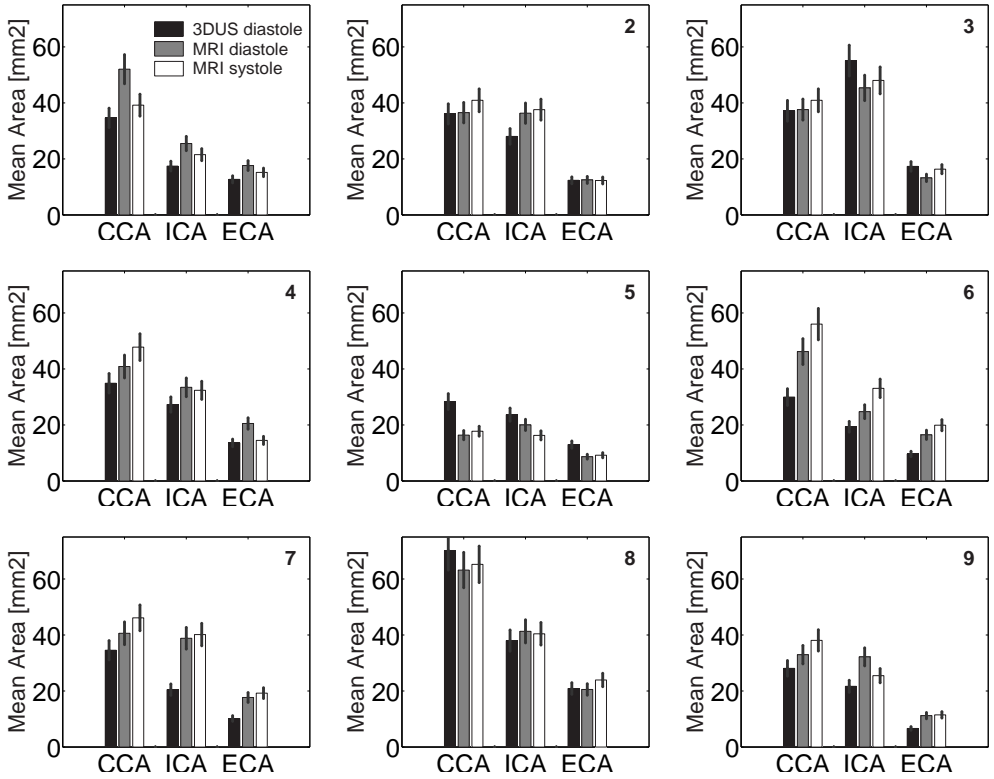 3DUS diastole
MRI diastole
MRI systole
Mean Area [mm2]
60
40
20
0
CCA ICA ECA
2
Mean Area [mm2]
60
40
20
0
CCA ICA ECA
3
Mean Area [mm2]
60
40
20
0
CCA ICA ECA
4
Mean Area [mm2]
60
40
20
0
CCA ICA ECA
5
Mean Area [mm2]
60
40
20
0
CCA ICA ECA
6
Mean Area [mm2]
60
40
20
0
CCA ICA ECA
7
Mean Area [mm2]
60
40
20
0
CCA ICA ECA
8
Mean Area [mm2]
60
40
20
0
CCA ICA ECA
9
Mean Area [mm2]
60
40
20
0
CCA ICA ECA